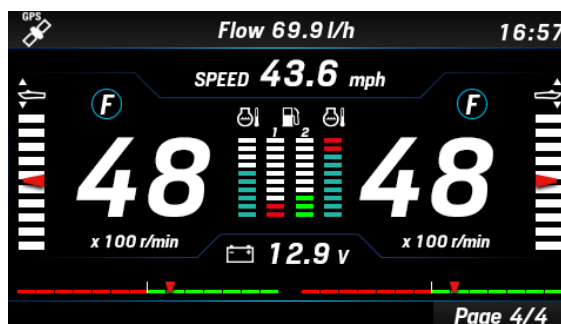 GPS
Flow 69.9 l/h
16:57
SPEED 43.6 mph
F
F
1 2
48
48
x 100 r/min
x 100 r/min
12.9 V
Page 4/4